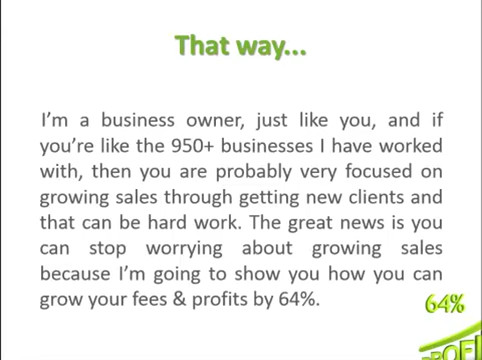 That way...
I'm a business owner, just like you, and if
you're like the 950+ businesses I have worked
with, then you are probably very focused on
growing sales through getting new clients and
that can be hard work. The great news is you
can stop worrying about growing sales
because I'm going to show you how you can
grow your fees & profits by 64%.
64%